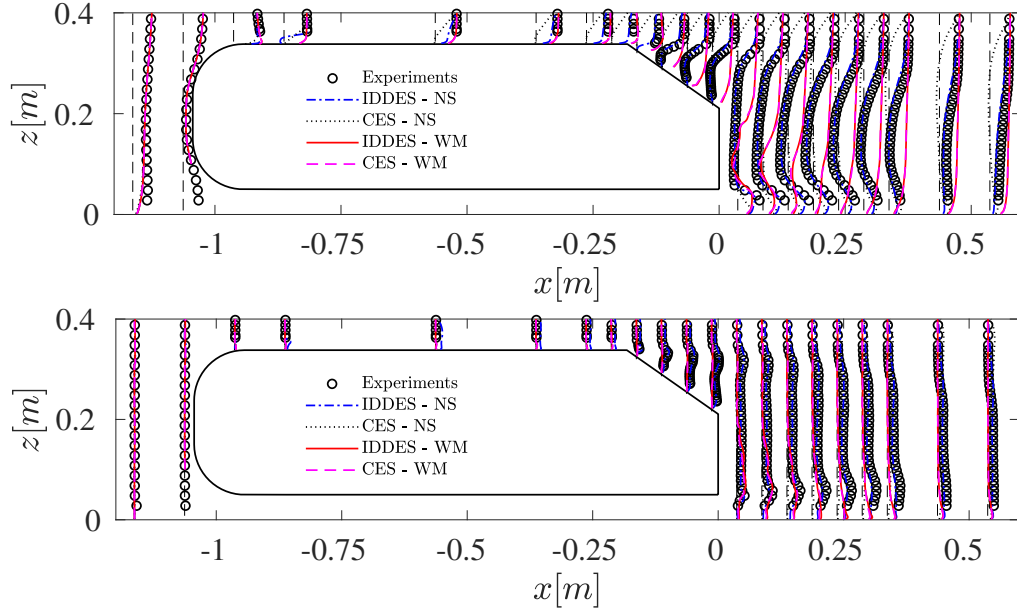 0.4
0.2
0
z[m]
Experiments
IDDES - NS
CES - NS
IDDES - WM
CES - WM
-1 -0.75 -0.5 -0.25 0 0.25 0.5
x[m]
0.4
0.2
0
z[m]
Experiments
IDDES - NS
CES - NS
IDDES - WM
CES - WM
-1 -0.75 -0.5 -0.25 0 0.25 0.5
x[m]